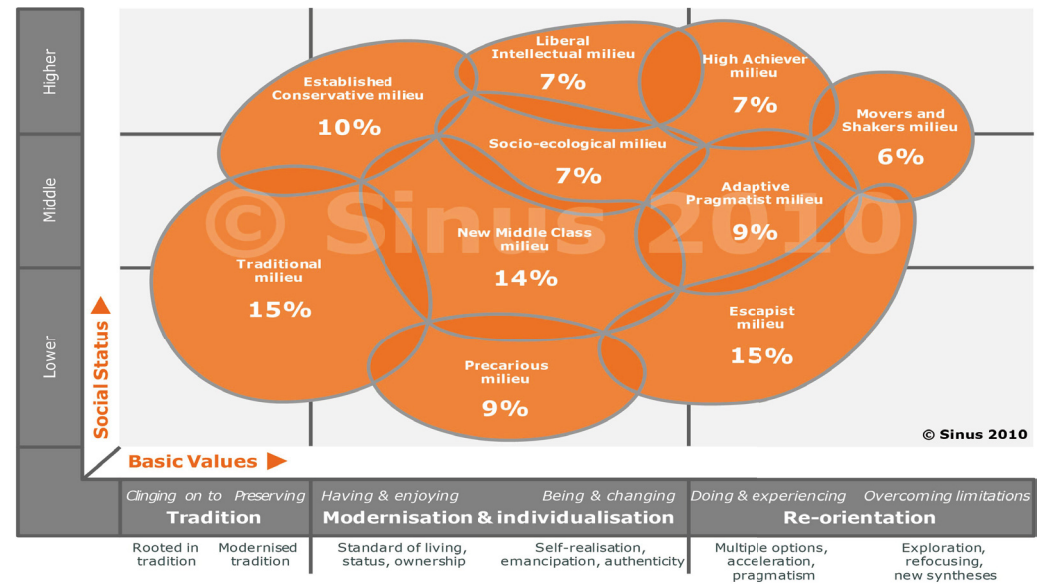 Higher
Middle
Lower
Social Status
Liberal
Intellectual milieu
7%
High Achiever
milieu
7%
Established
Conservative milieu
10%
Movers and
Shakers milieu
6%
Socio-ecological milieu
7%
Adaptive
Pragmatist milieu
9%
© Sinus 2010
New Middle Class
milieu
14%
Traditional
milieu
15%
Escapist
milieu
15%
Precarious
milieu
9%
© Sinus 2010
Basic Values
Clinging on to Preserving
Tradition
Having & enjoying Being & changing
Modernisation & individualisation
Doing & experiencing Overcoming limitations
Re-orientation
Rooted in
tradition
Modernised
tradition
Standard of living,
status, ownership
Self-realisation,
emancipation, authenticity
Multiple options,
acceleration,
pragmatism
Exploration,
refocusing,
new syntheses